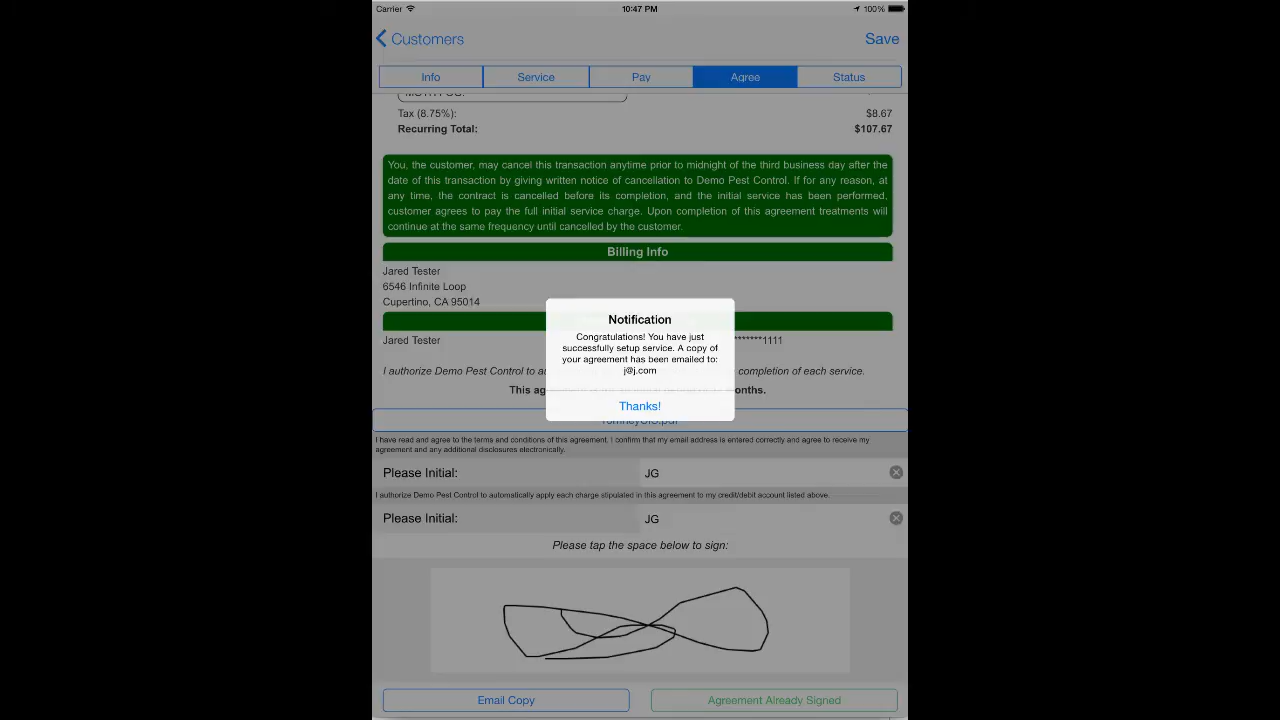 Carrier 10:47 PM 100%
Customers Save
Info Service Pay Agree Status
Tax (8.75%): $8.67
Recurring Total: $107.67
You, the customer, may cancel this transaction anytime prior to midnight of the third business day after the
date of this transaction by giving written notice of cancellation to Demo Pest Control. If for any reason, at
any time, the contract is cancelled before its completion, and the initial service has been performed,
customer agrees to pay the full initial service charge. Upon completion of this agreement treatments will
continue at the same frequency until cancelled by the customer.
Billing Info
Jared Tester
6546 Infinite Loop
Cupertino, CA 95014
Jared Tester *******1111
Notification
Congratulations! You have just
successfully setup service. A copy of
your agreement has been emailed to:
j@j.com
Thanks!
I authorize Demo Pest Control to completion of each service.
This months.
I have read and agree to the terms and conditions of this agreement. I confirm that my email address is entered correctly and agree to receive my
agreement and any additional disclosures electronically.
Please Initial: JG
I authorize Demo Pest Control to automatically apply each charge stipulated in this agreement to my credit/debit account listed above.
Please Initial: JG
Please tap the space below to sign:
Email Copy Agreement Already Signed